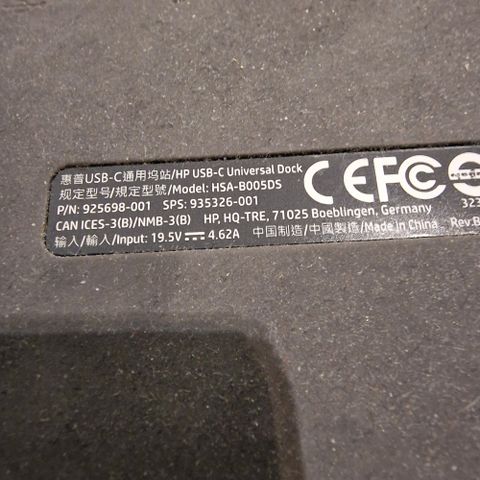 惠普USB-C通用坞站/HP USB-C Universal Dock
规定型号/規定型號/Model: HSA-B005DS
P/N: 925698-001 SPS: 935326-001
CAN ICES-3(B)/NMB-3(B) HP, HQ-TRE, 71025 Boeblingen, Germany
输入/輸入/Input: 19.5V⎓4.62A 中国制造/中國製造/Made in China
CE FC
323
Rev.B